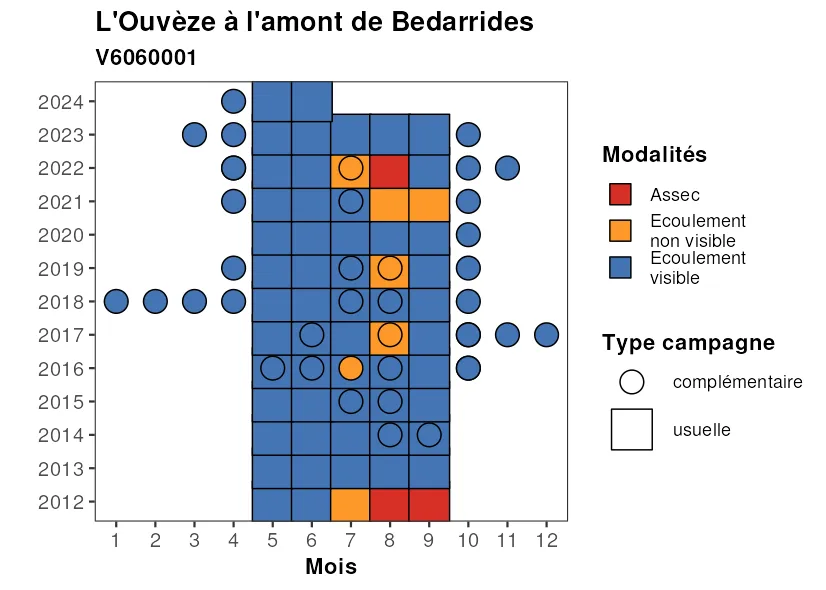 L'Ouvèze à l'amont de Bedarrides
V6060001
2024
2023
2022
2021
2020
2019
2018
2017
2016
2015
2014
2013
2012
1 2 3 4 5 6 7 8 9 10 11 12
Mois
Modalités
Assec
Ecoulement
non visible
Ecoulement
visible
Type campagne
complémentaire
usuelle